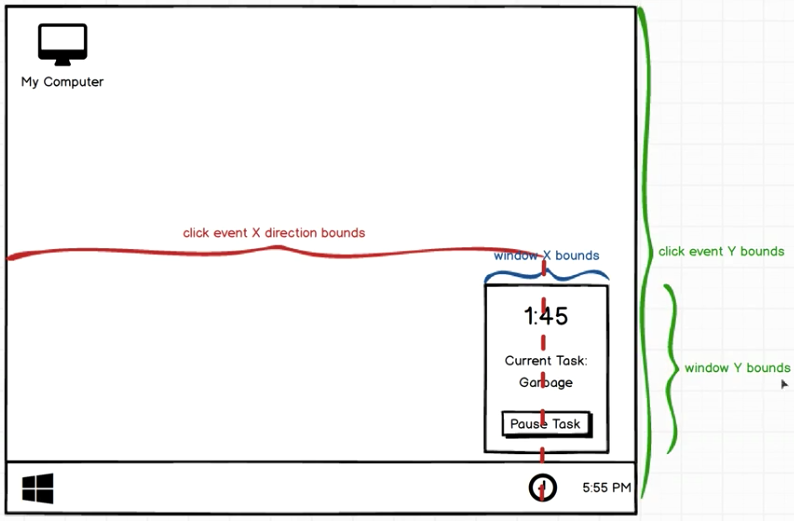 My Computer
click event X direction bounds
window X bounds
click event Y bounds
1:45
Current Task:
Garbage
window Y bounds
Pause Task
5:55 PM